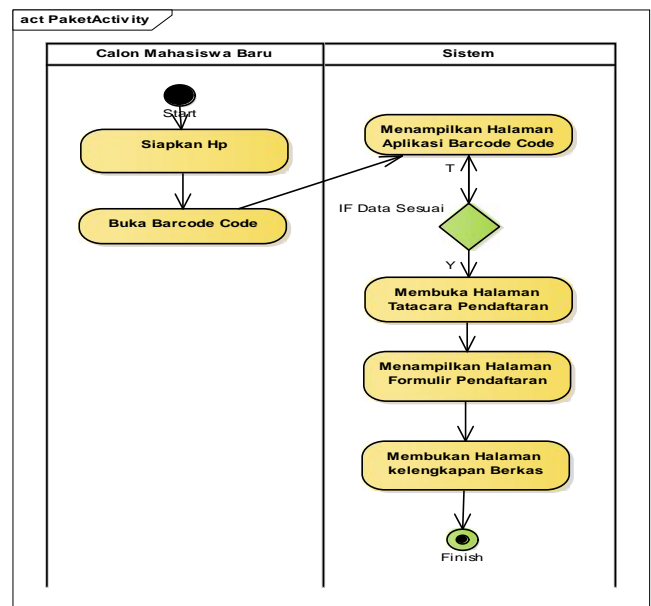 act PaketActivity
Calon Mahasiswa Baru
Sistem
Start
Siapkan Hp
Buka Barcode Code
Menampilkan Halaman
Aplikasi Barcode Code
T
IF Data Sesuai
Y
Membuka Halaman
Tatacara Pendaftaran
Menampilkan Halaman
Formulir Pendaftaran
Membukan Halaman
kelengkapan Berkas
Finish